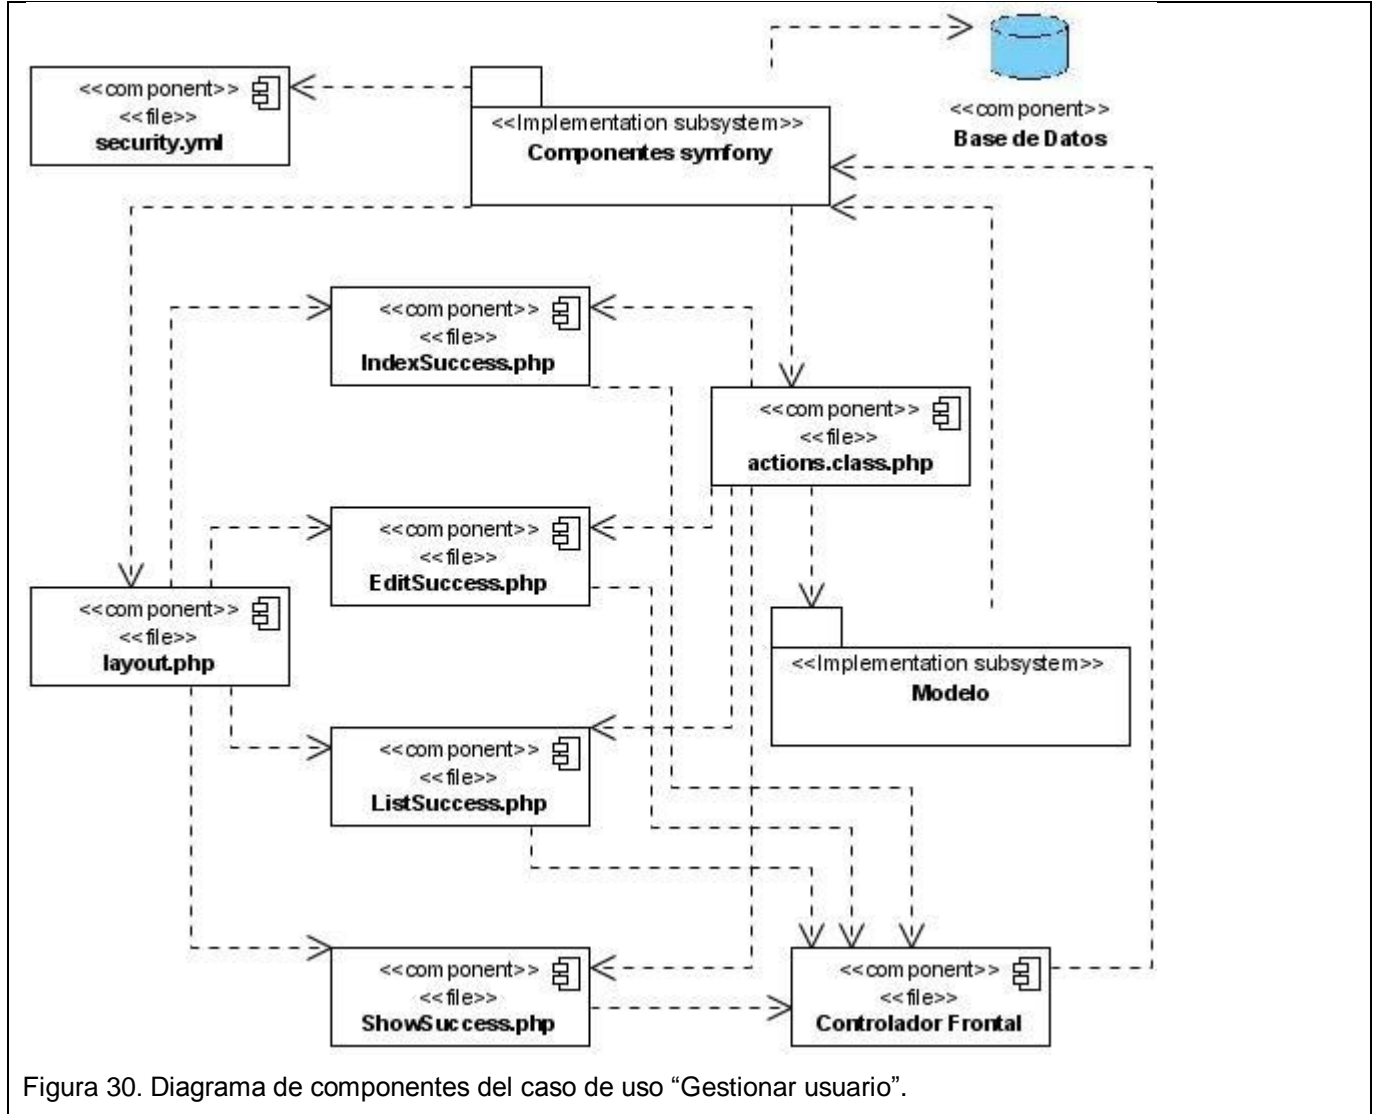 <<component>>
<<file>>
security.yml
<<Implementation subsystem>>
Componentes symfony
<<component>>
Base de Datos
<<component>>
<<file>>
IndexSuccess.php
<<component>>
<<file>>
actions.class.php
<<component>>
<<file>>
EditSuccess.php
<<component>>
<<file>>
layout.php
<<Implementation subsystem>>
Modelo
<<component>>
<<file>>
ListSuccess.php
<<component>>
<<file>>
ShowSuccess.php
<<component>>
<<file>>
Controlador Frontal
Figura 30. Diagrama de componentes del caso de uso “Gestionar usuario”.